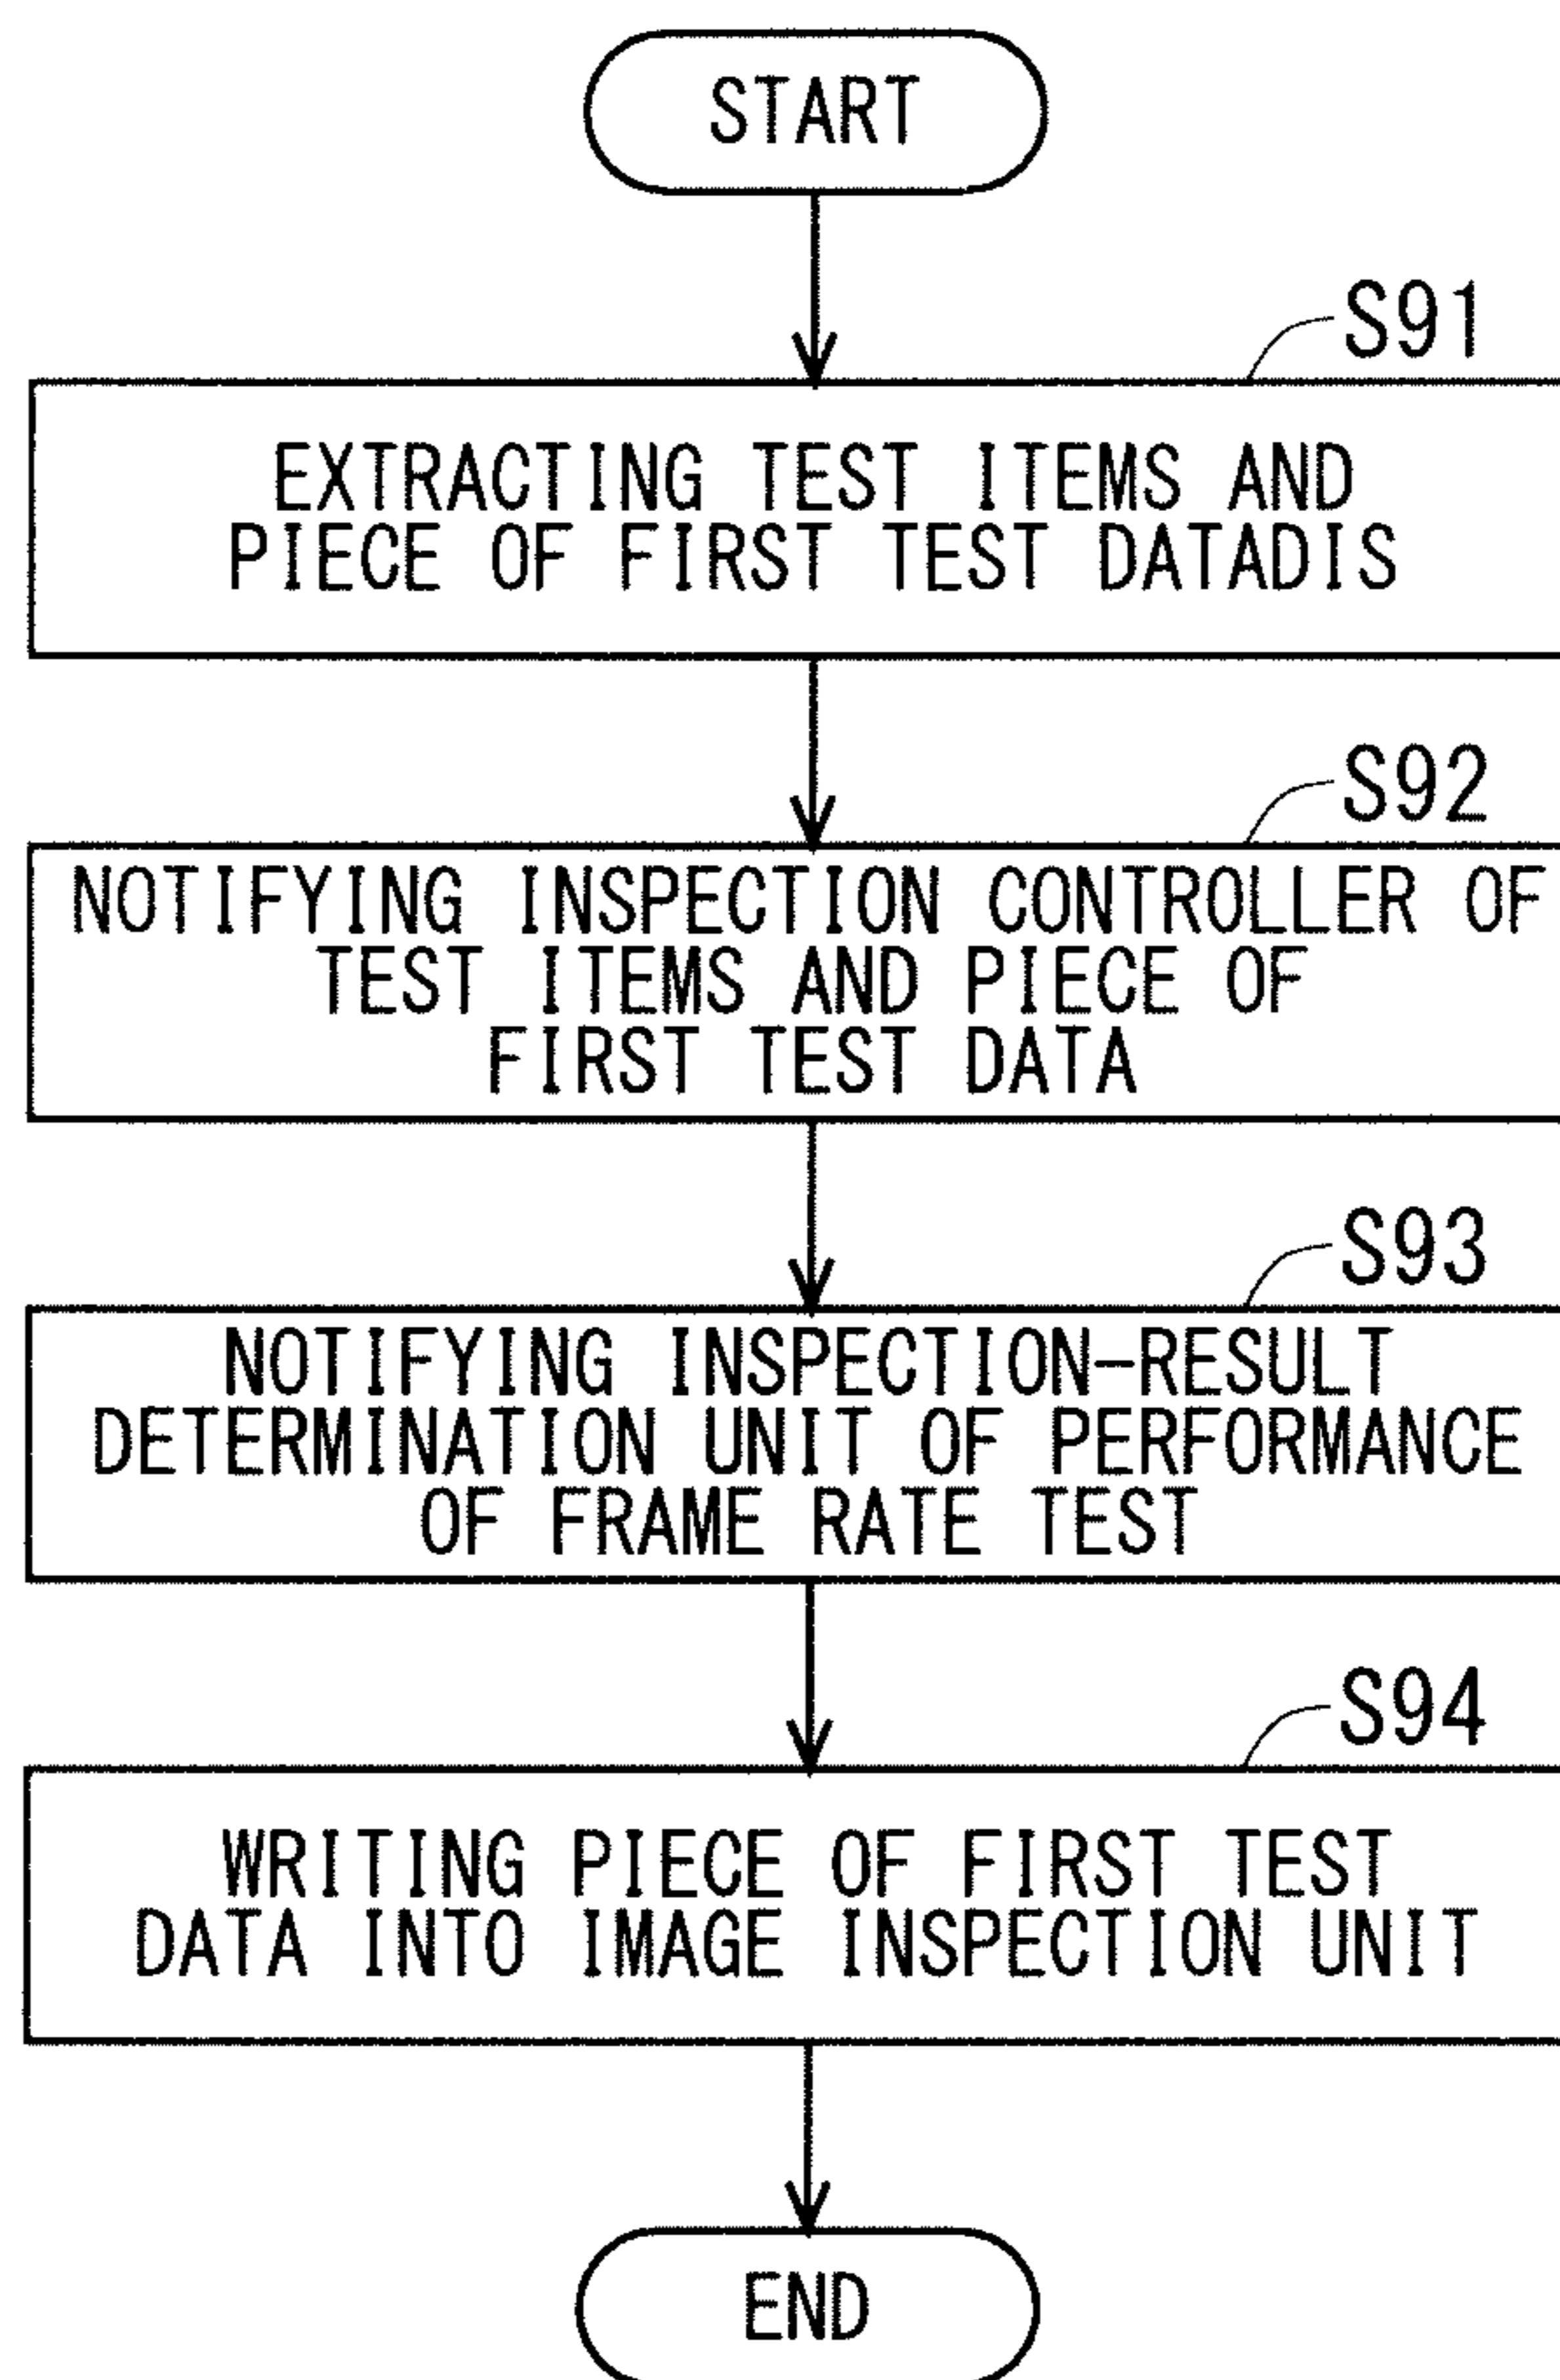 START
S91
EXTRACTING TEST ITEMS AND
PIECE OF FIRST TEST DATADIS
S92
NOTIFYING INSPECTION CONTROLLER OF
TEST ITEMS AND PIECE OF
FIRST TEST DATA
S93
NOTIFYING INSPECTION-RESULT
DETERMINATION UNIT OF PERFORMANCE
OF FRAME RATE TEST
S94
WRITING PIECE OF FIRST TEST
DATA INTO IMAGE INSPECTION UNIT
END